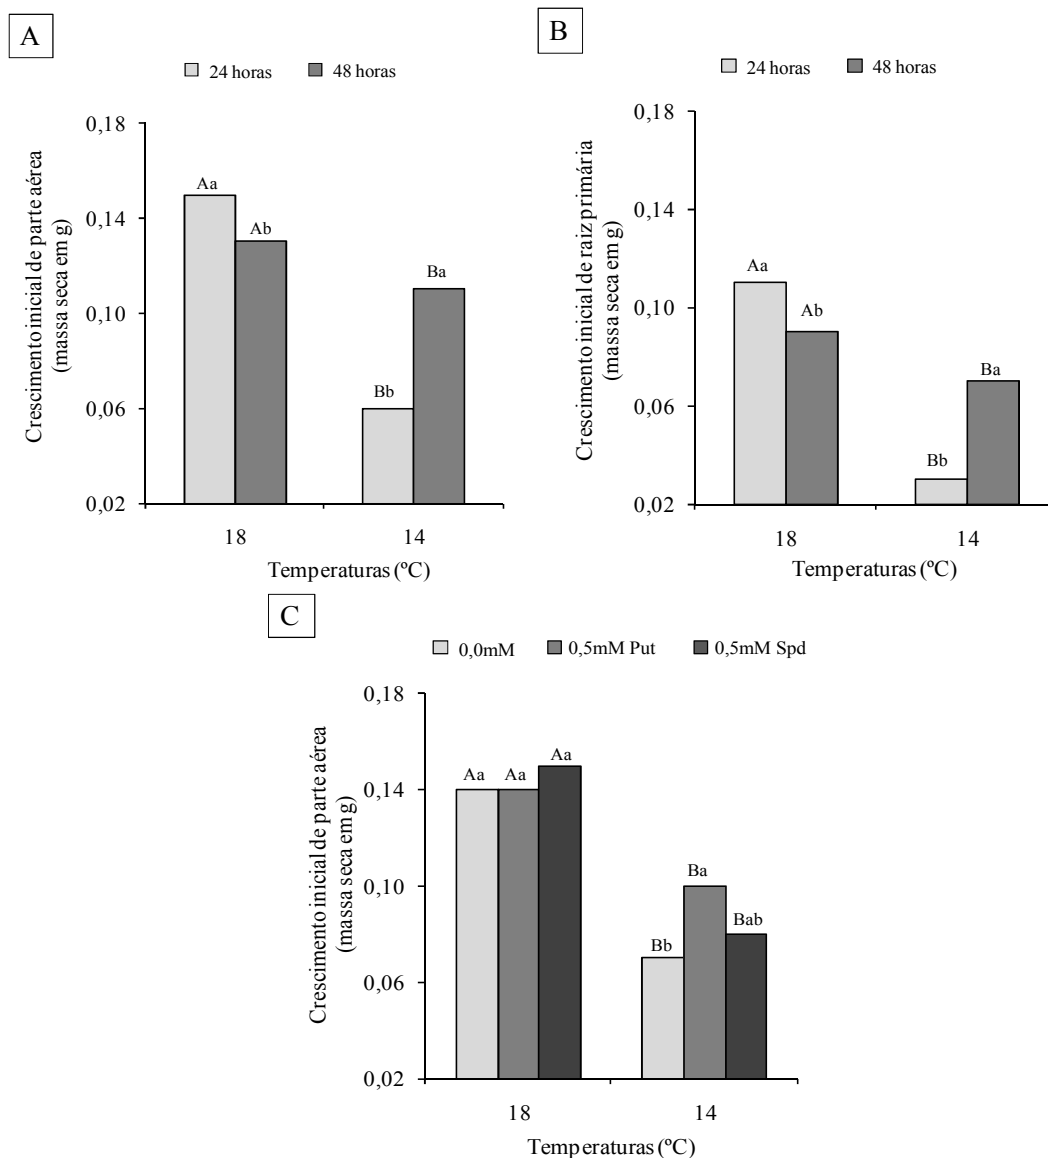 A
24 horas 48 horas
Crescimento inicial de parte aérea
(massa seca em g)
0,18
0,14
0,10
0,06
0,02
Aa
Ab
Bb
Ba
18 14
Temperaturas (ºC)
B
24 horas 48 horas
Crescimento inicial de raiz primária
(massa seca em g)
0,18
0,14
0,10
0,06
0,02
Aa
Ab
Bb
Ba
18 14
Temperaturas (ºC)
C
0,0mM 0,5mM Put 0,5mM Spd
Crescimento inicial de parte aérea
(massa seca em g)
0,18
0,14
0,10
0,06
0,02
Aa Aa Aa
Bb Ba Bab
18 14
Temperaturas (ºC)